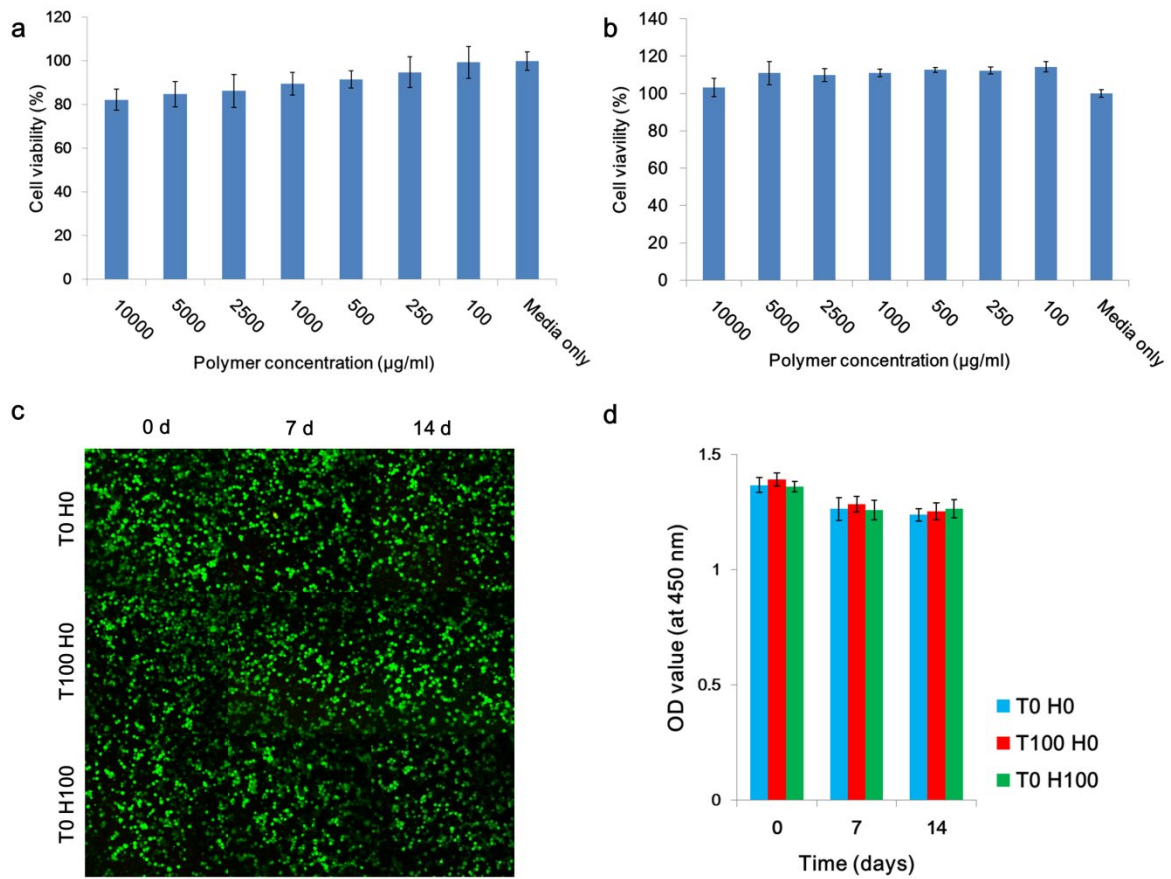 a
120
100
80
60
40
20
0
Cell viability (%)
10000 5000 2500 1000 500 250 100 Media only
Polymer concentration (µg/ml)
b
140
120
100
80
60
40
20
0
Cell viavility (%)
10000 5000 2500 1000 500 250 100 Media only
Polymer concentration (µg/ml)
c
0 d 7 d 14 d
T0 H0
T100 H0
T0 H100
d
1.5
1
0.5
0
OD value (at 450 nm)
0 7 14
Time (days)
T0 H0
T100 H0
T0 H100